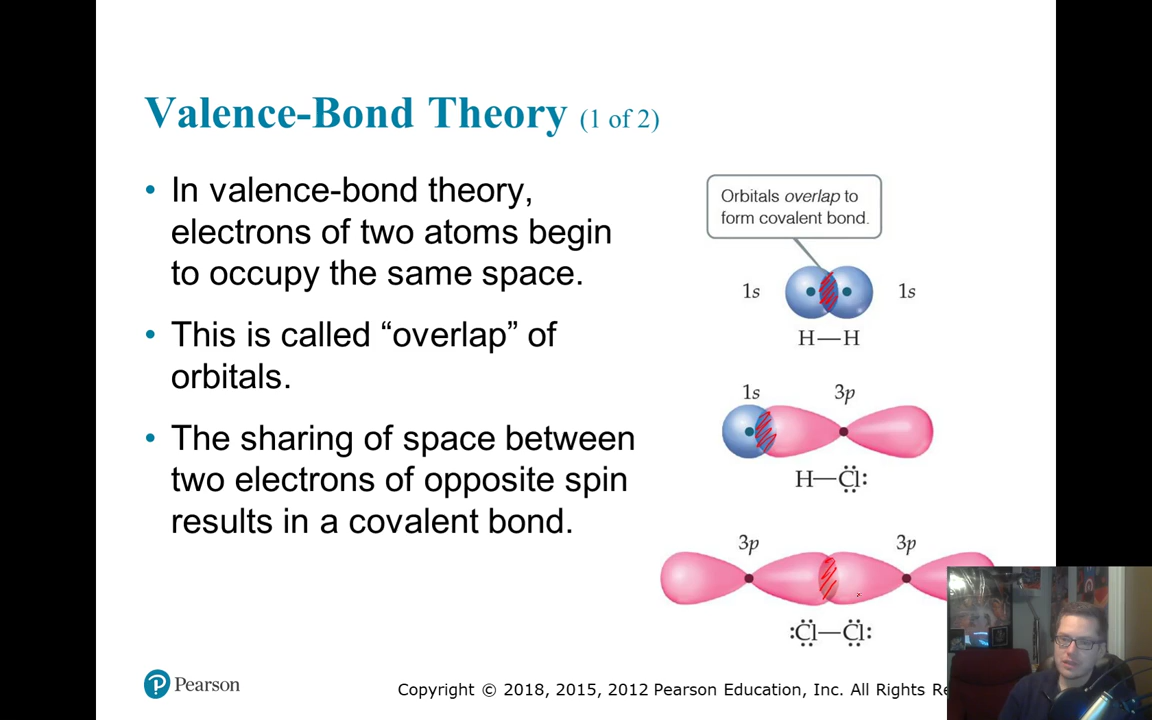 Valence-Bond Theory (1 of 2)
• In valence-bond theory,
electrons of two atoms begin
to occupy the same space.
• This is called “overlap” of
orbitals.
• The sharing of space between
two electrons of opposite spin
results in a covalent bond.
Orbitals overlap to
form covalent bond.
1s 1s
H—H
1s 3p
H—Cl:
3p 3p
:Cl—Cl:
P Pearson
Copyright © 2018, 2015, 2012 Pearson Education, Inc. All Rights